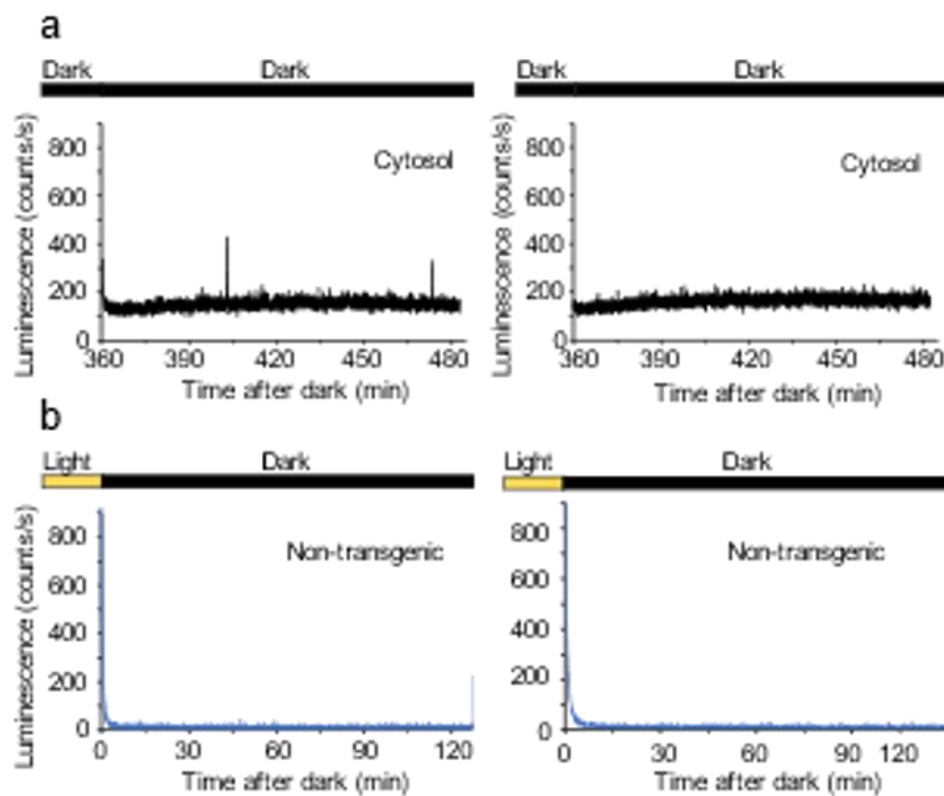 a
Dark Dark
Luminescence (counts/s)
800
600
400
200
0
Cytosol
360 390 420 450 480
Time after dark (min)
Dark Dark
Luminescence (counts/s)
800
600
400
200
0
Cytosol
360 390 420 450 480
Time after dark (min)
b
Light Dark
Luminescence (counts/s)
800
600
400
200
0
Non-transgenic
0 30 60 90 120
Time after dark (min)
Light Dark
800
600
400
200
0
Non-transgenic
0 30 60 90 120
Time after dark (min)